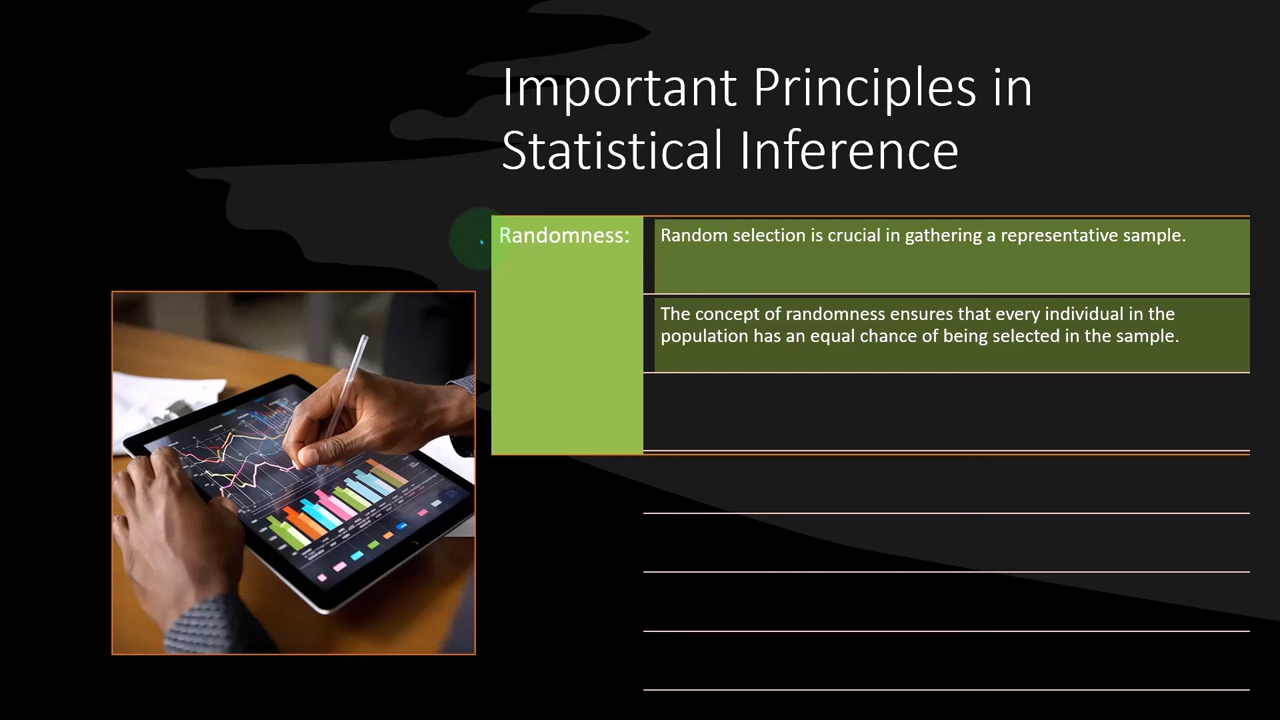 Important Principles in
Statistical Inference
Randomness:
Random selection is crucial in gathering a representative sample.
The concept of randomness ensures that every individual in the
population has an equal chance of being selected in the sample.